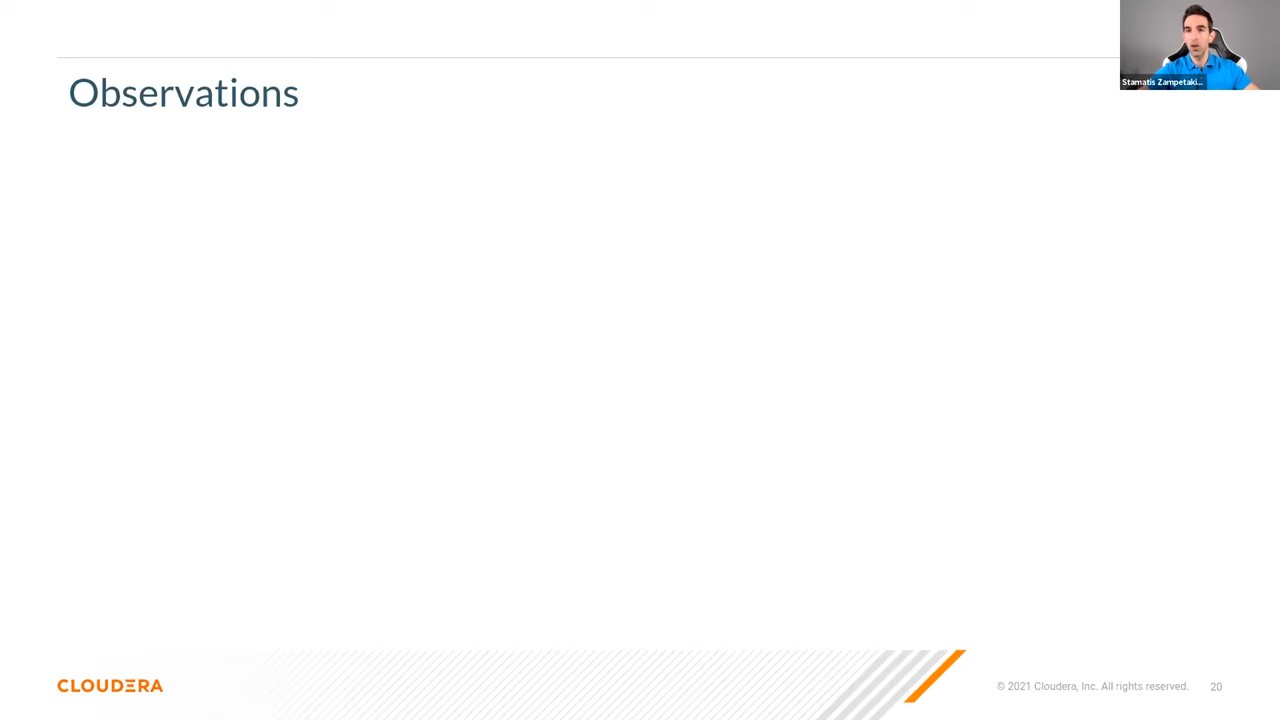 Stamatis Zampetaki...
Observations
CLOUDERA
© 2021 Cloudera, Inc. All rights reserved. 20